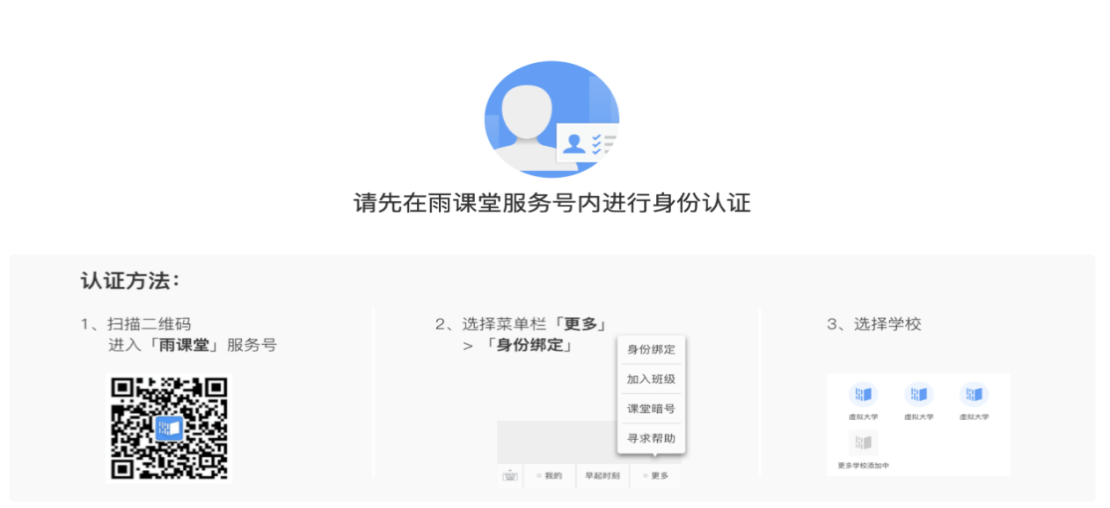 请先在雨课堂服务号内进行身份认证
认证方法：
1、扫描二维码
进入「雨课堂」服务号
2、选择菜单栏「更多」
>「身份绑定」
身份绑定
加入班级
课堂暗号
寻求帮助
我的
早起时刻
更多
3、选择学校
虚拟大学 虚拟大学 虚拟大学
更多学校添加中